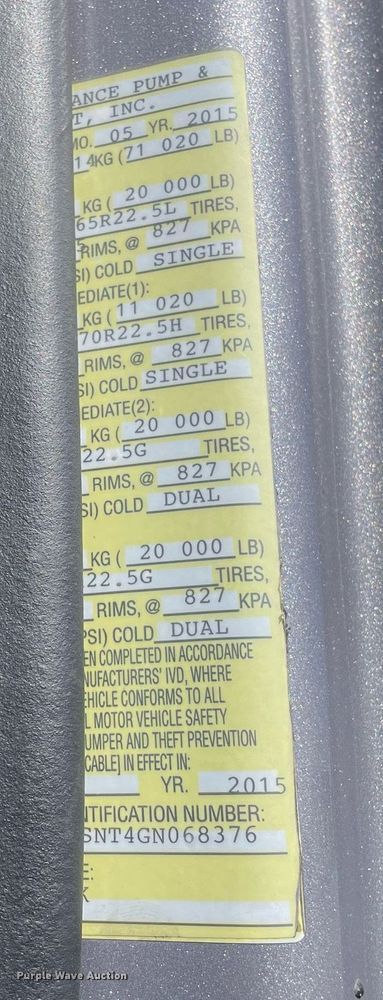 ANCE PUMP &
T, INC.
MO. 05 YR. 2015
14KG (71 020 LB)
KG ( 20 000 LB)
65R22.5L TIRES,
RIMS, @ 827 KPA
SI) COLD SINGLE
EDIATE(1):
KG ( 11 020 LB)
70R22.5H TIRES,
RIMS, @ 827 KPA
SI) COLD SINGLE
EDIATE(2):
KG ( 20 000 LB)
22.5G TIRES,
RIMS, @ 827 KPA
SI) COLD DUAL
KG ( 20 000 LB)
22.5G TIRES,
RIMS, @ 827 KPA
PSI) COLD DUAL
EN COMPLETED IN ACCORDANCE
NUFACTURERS' IVD, WHERE
EHICLE CONFORMS TO ALL
L MOTOR VEHICLE SAFETY
UMPER AND THEFT PREVENTION
CABLE] IN EFFECT IN:
YR. 2015
NTIFICATION NUMBER:
SNT4GN068376
E:
K
Purple Wave Auction